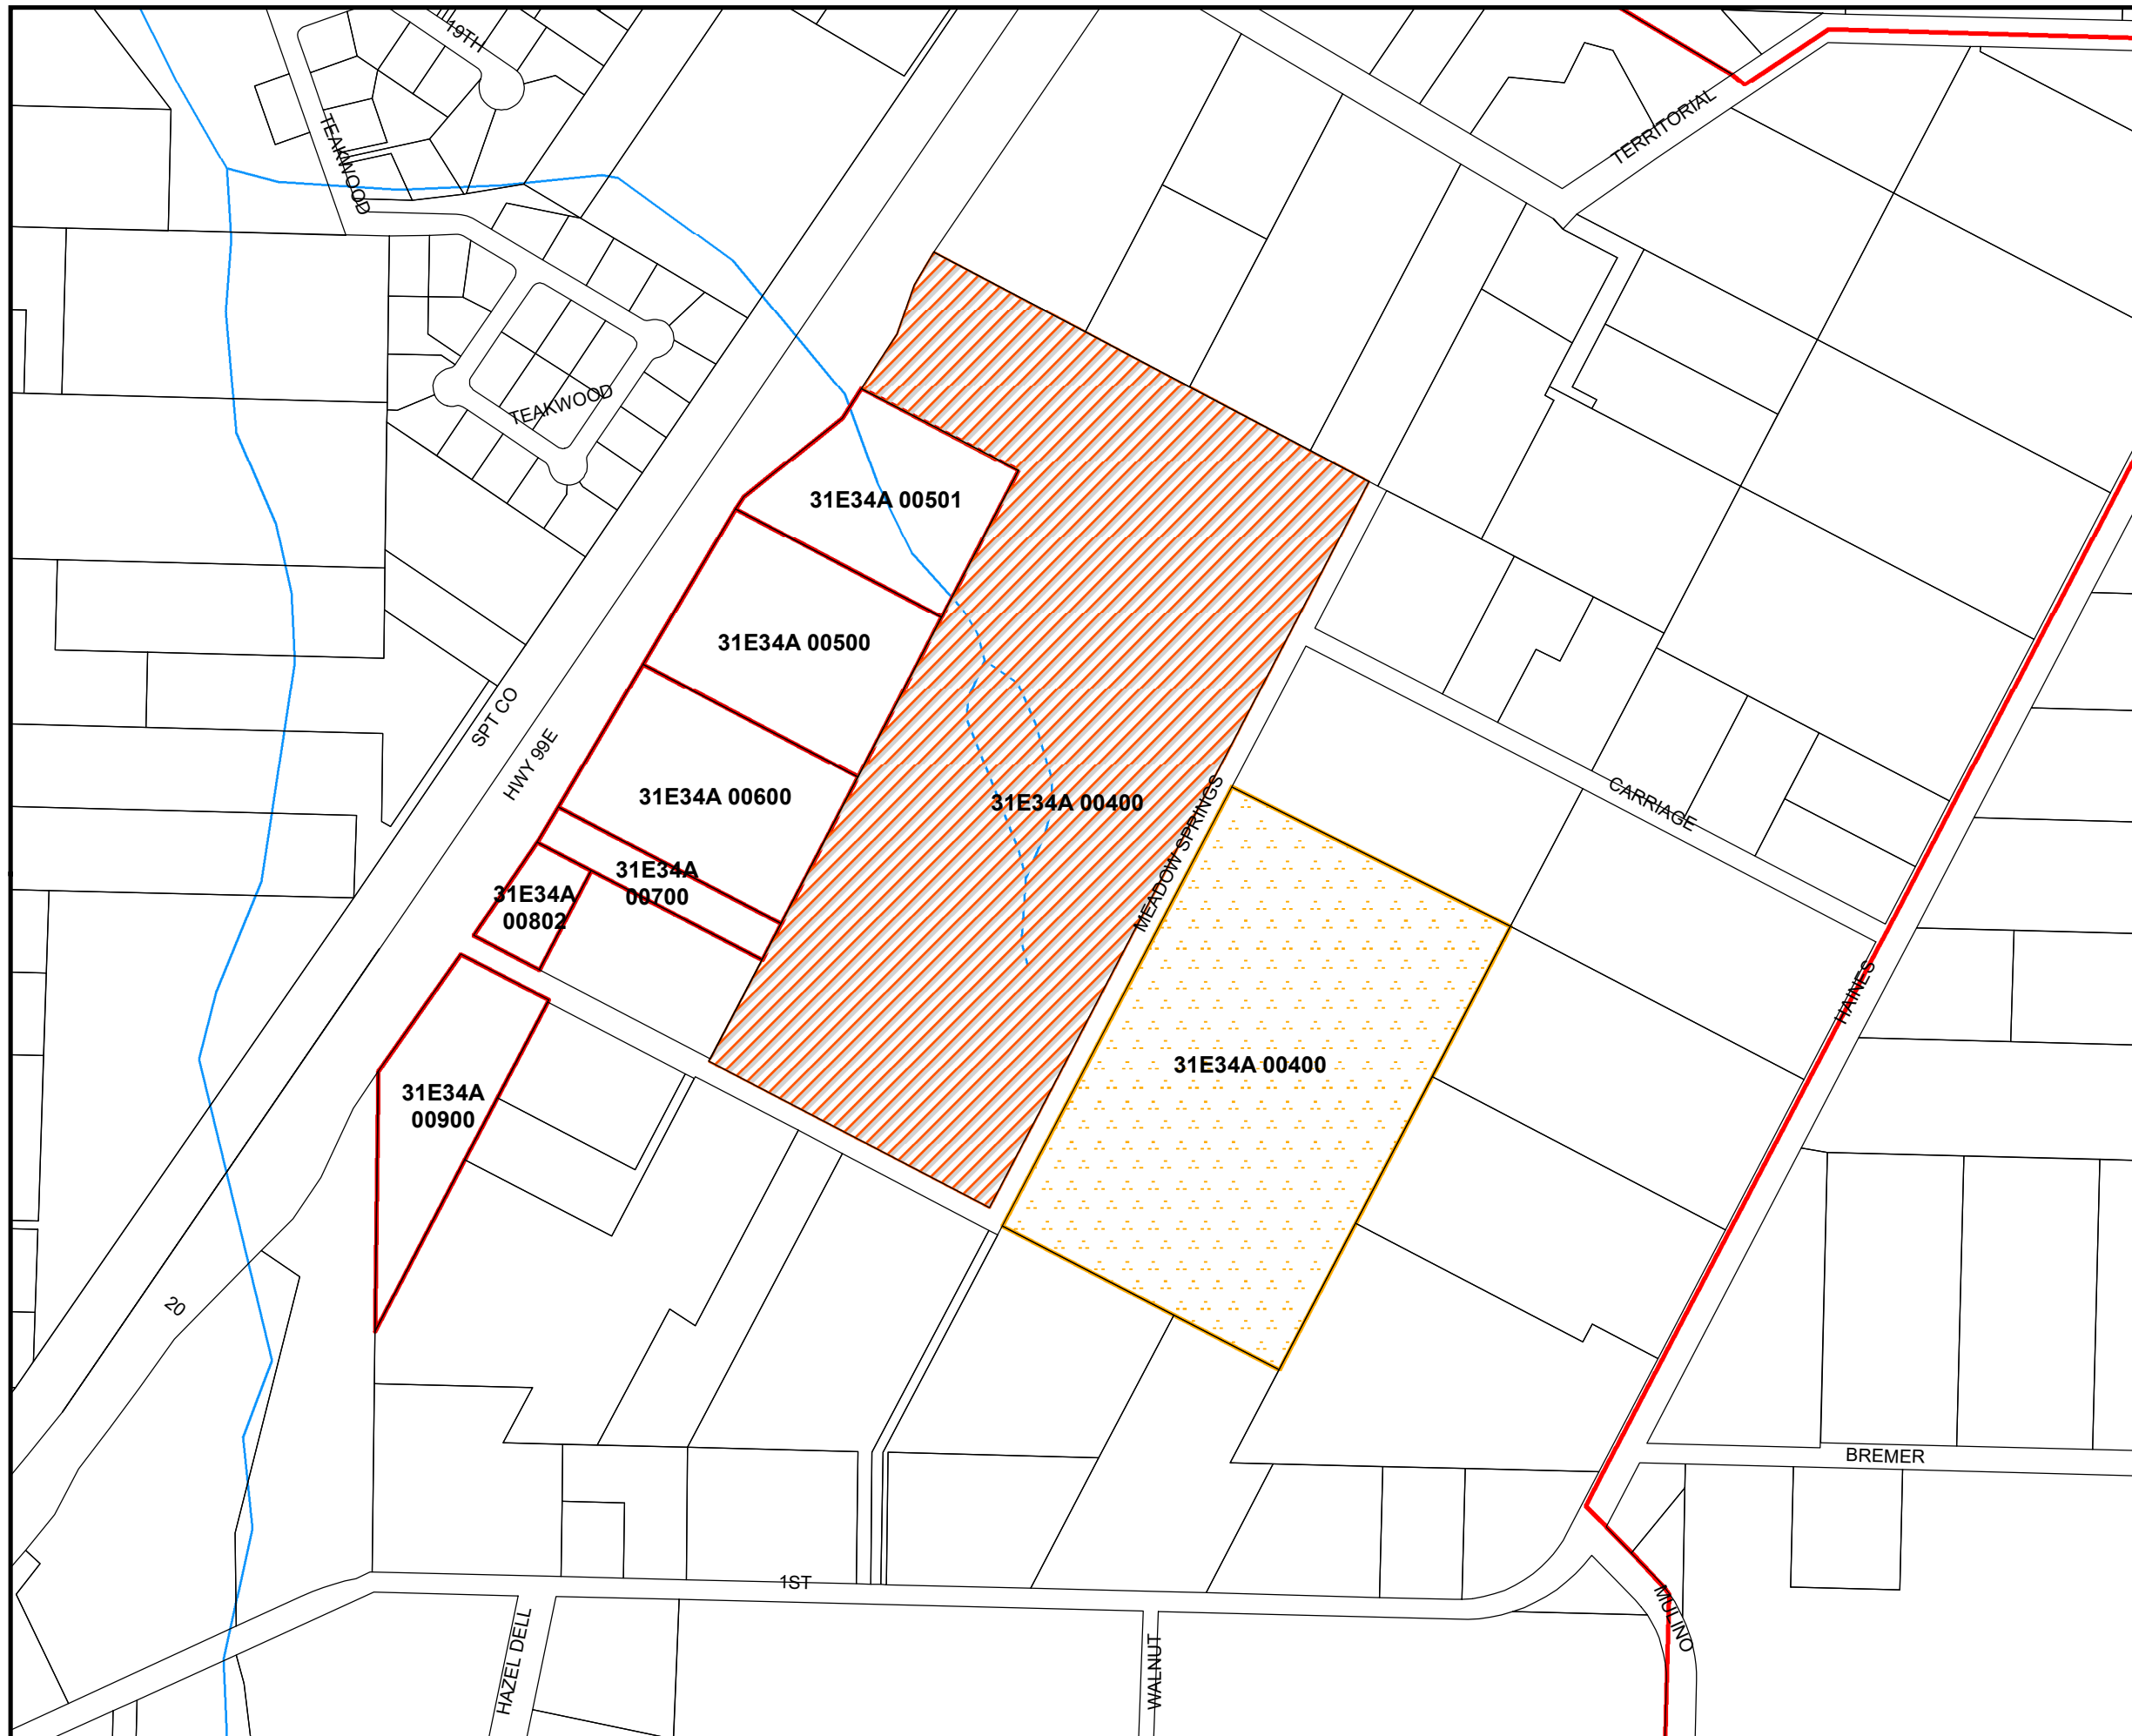 19TH
TERRITORIAL
TEAKWOOD
TEAKWOOD
31E34A 00501
31E34A 00500
SPT CO
HWY 99E
31E34A 00600
31E34A 00400
MEADOW SPRINGS
CARRIAGE
31E34A
00700
31E34A
00802
HAINES
31E34A 00400
31E34A
00900
20
BREMER
1ST
HAZEL DELL
WALNUT
MULINO